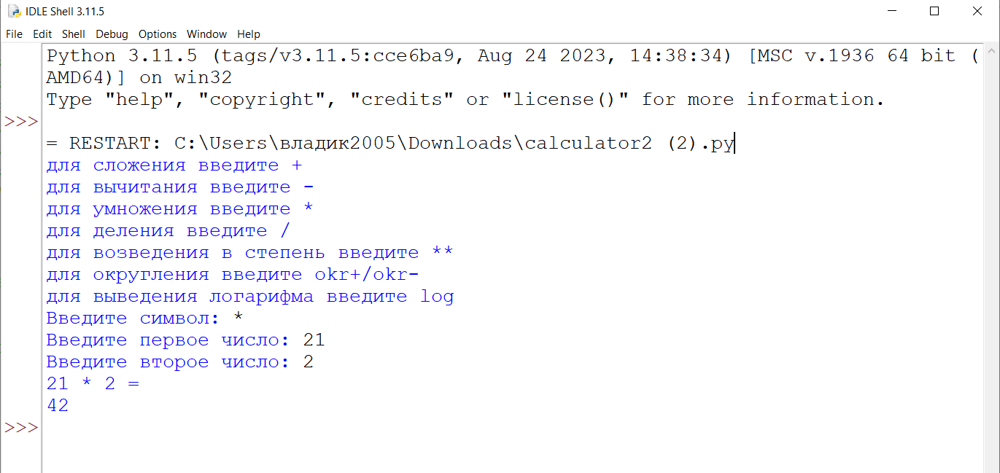 IDLE Shell 3.11.5
File Edit Shell Debug Options Window Help
Python 3.11.5 (tags/v3.11.5:cce6ba9, Aug 24 2023, 14:38:34) [MSC v.1936 64 bit (
AMD64)] on win32
Type "help", "copyright", "credits" or "license()" for more information.
>>>
= RESTART: C:\Users\владик2005\Downloads\calculator2 (2).py
для сложения введите +
для вычитания введите -
для умножения введите *
для деления введите /
для возведения в степень введите **
для округления введите okr+/okr-
для выведения логарифма введите log
Введите символ: *
Введите первое число: 21
Введите второе число: 2
21 * 2 =
42
>>>